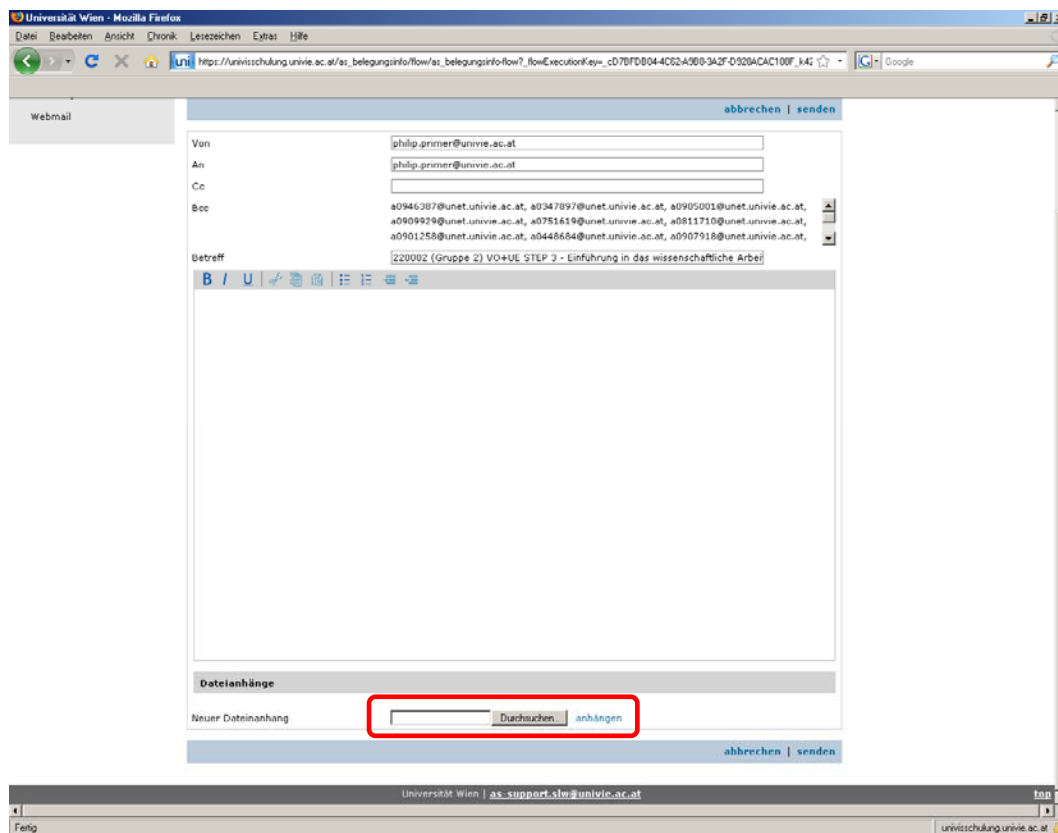 Universität Wien - Mozilla Firefox
Datei Bearbeiten Ansicht Chronik Lesezeichen Extras Hilfe
uni https://univisschulung.univie.ac.at/as_belegungsinfo/flow/as_belegungsinfo-flow?_flowExecutionKey= Google
Webmail
abbrechen | senden
Von philip.primer@univie.ac.at
An philip.primer@univie.ac.at
Cc
Bcc a0946387@unet.univie.ac.at, a0347897@unet.univie.ac.at, a0905001@unet.univie.ac.at,
a0909929@unet.univie.ac.at, a0751619@unet.univie.ac.at, a0811710@unet.univie.ac.at,
a0901258@unet.univie.ac.at, a0448684@unet.univie.ac.at, a0907918@unet.univie.ac.at,
Betreff 220002 (Gruppe 2) VO+UE STEP 3 - Einführung in das wissenschaftliche Arbei
B I U
Dateianhänge
Neuer Dateinanhang Durchsuchen... anhängen
abbrechen | senden
Universität Wien | as-support.slw@univie.ac.at top
Fertig univisschulung.univie.ac.at